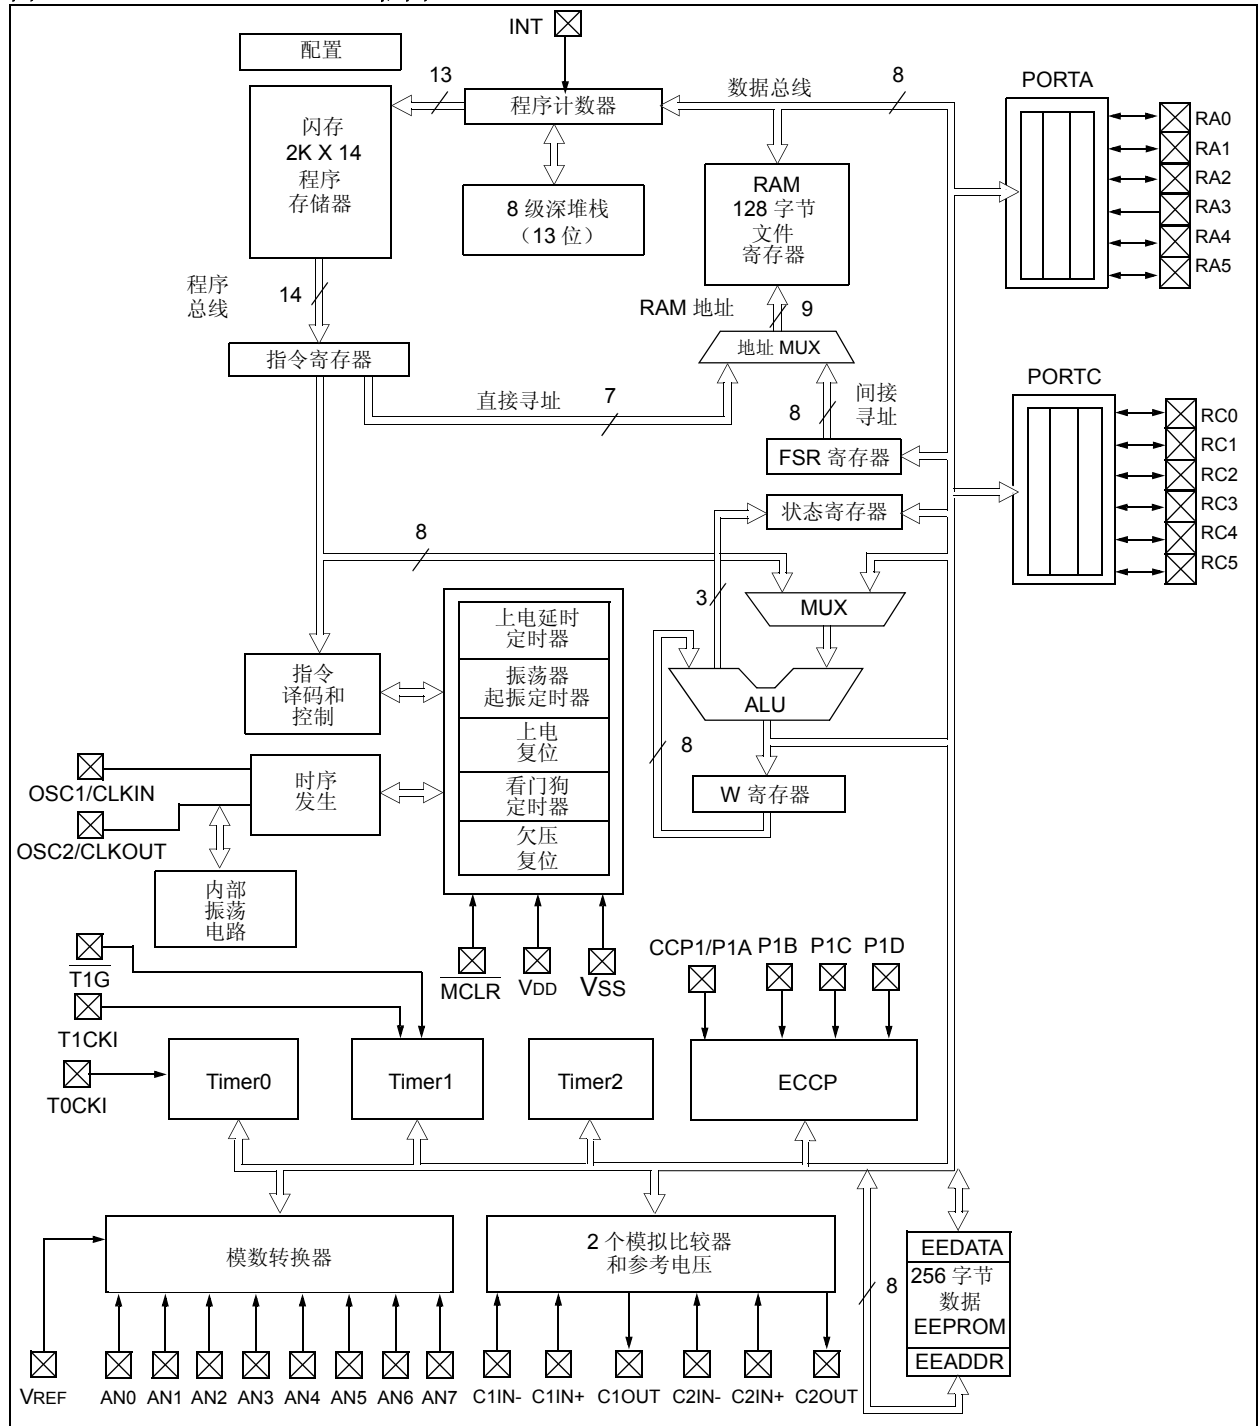 INT
配置
13
程序计数器
数据总线
8
PORTA
闪存
2K X 14
程序
存储器
8 级深堆栈
（13 位）
RAM
128 字节
文件
寄存器
RA0
RA1
RA2
RA3
RA4
RA5
程序
总线
14
RAM 地址
9
指令寄存器
地址 MUX
直接寻址
7
8
间接
寻址
FSR 寄存器
PORTC
RC0
RC1
RC2
RC3
RC4
RC5
状态寄存器
8
3
MUX
上电延时
定时器
振荡器
起振定时器
上电
复位
看门狗
定时器
欠压
复位
指令
译码和
控制
ALU
8
W 寄存器
OSC1/CLKIN
OSC2/CLKOUT
时序
发生
内部
振荡
电路
T1G
MCLR
VDD
VSS
CCP1/P1A
P1B
P1C
P1D
T1CKI
T0CKI
Timer0
Timer1
Timer2
ECCP
模数转换器
2 个模拟比较器
和参考电压
8
EEDATA
256 字节
数据
EEPROM
EEADDR
VREF
AN0
AN1
AN2
AN3
AN4
AN5
AN6
AN7
C1IN-
C1IN+
C1OUT
C2IN-
C2IN+
C2OUT